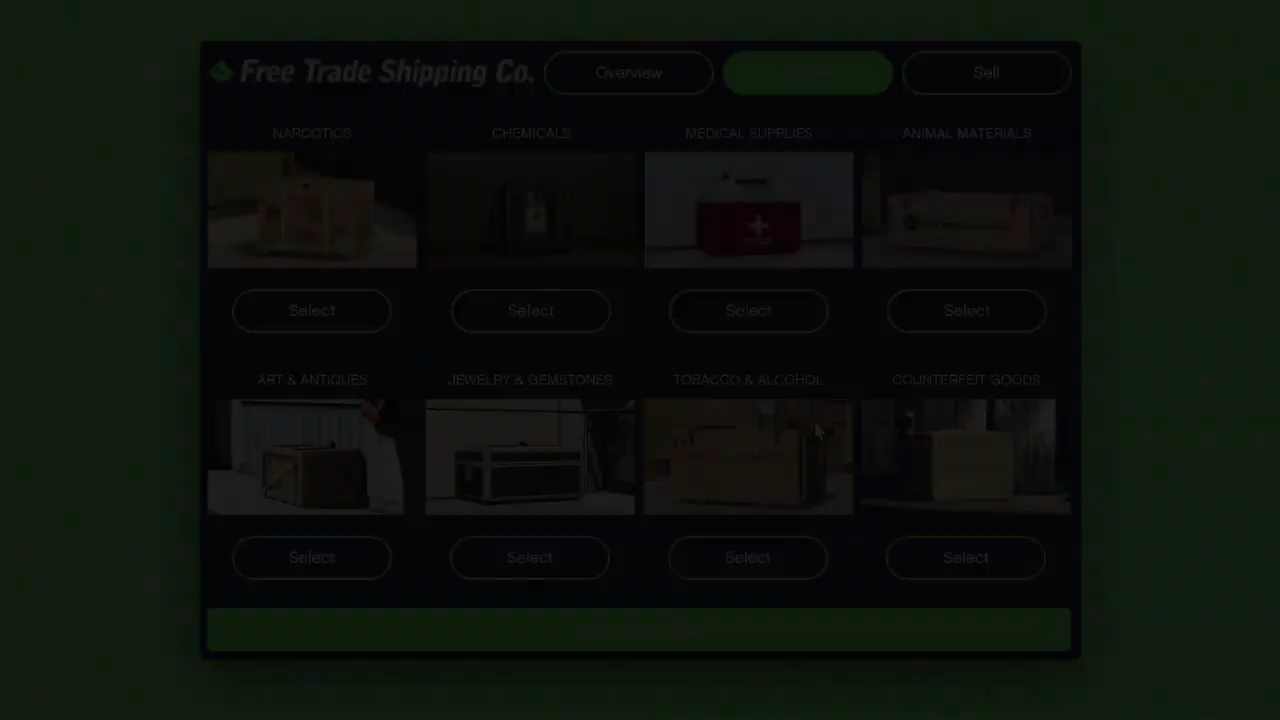 Free Trade Shipping Co.
Overview
Sell
NARCOTICS
CHEMICALS
MEDICAL SUPPLIES
ANIMAL MATERIALS
Select
Select
Select
Select
ART & ANTIQUES
JEWELRY & GEMSTONES
TOBACCO & ALCOHOL
COUNTERFEIT GOODS
Select
Select
Select
Select